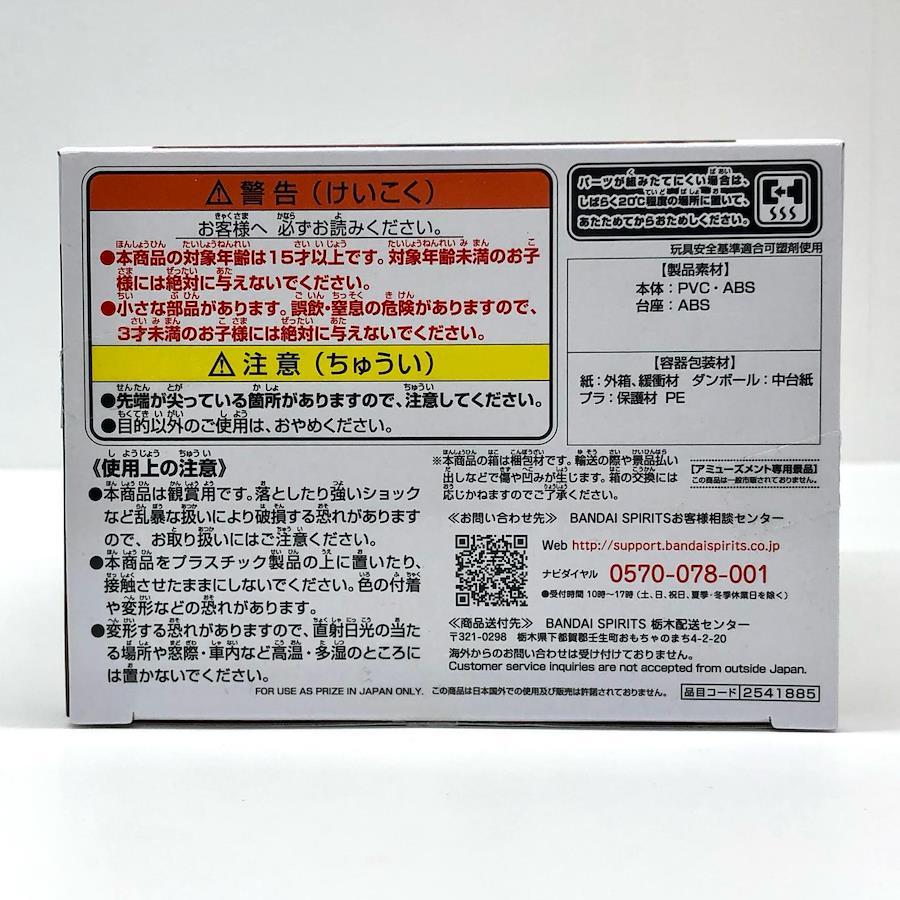 ⚠ 警告（けいこく）
お客様へ 必ずお読みください。
●本商品の対象年齢は15才以上です。対象年齢未満のお子
様には絶対に与えないでください。
●小さな部品があります。誤飲・窒息の危険がありますので、
3才未満のお子様には絶対に与えないでください。
⚠ 注意（ちゅうい）
●先端が尖っている箇所がありますので、注意してください。
●目的以外のご使用は、おやめください。
《使用上の注意》
●本商品は観賞用です。落としたり強いショック
など乱暴な扱いにより破損する恐れがあります
ので、お取り扱いにはご注意ください。
●本商品をプラスチック製品の上に置いたり、
接触させたままにしないでください。色の付着
や変形などの恐れがあります。
●変形する恐れがありますので、直射日光の当た
る場所や窓際・車内など高温・多湿のところに
は置かないでください。
パーツが組みたてにくい場合は、
しばらく20℃程度の場所に置いて、
あたためてからおためしください。
玩具安全基準適合可塑剤使用
【製品素材】
本体：PVC・ABS
台座：ABS
【容器包装材】
紙：外箱、緩衝材 ダンボール：中台紙
プラ：保護材 PE
※本商品の箱は梱包材です。輸送の際や景品払い
出しなどで傷や凹みが生じます。箱の交換には
応じかねますのでご了承ください。
【アミューズメント専用景品】
この商品は一般市販されておりません。
≪お問い合わせ先≫ BANDAI SPIRITSお客様相談センター
Web http://support.bandaispirits.co.jp
ナビダイヤル 0570-078-001
●受付時間 10時～17時（土、日、祝日、夏季・冬季休業日を除く）
≪商品送付先≫ BANDAI SPIRITS 栃木配送センター
〒321-0298 栃木県下都賀郡壬生町おもちゃのまち4-2-20
海外からのお問い合わせは受け付けておりません。
Customer service inquiries are not accepted from outside Japan.
FOR USE AS PRIZE IN JAPAN ONLY. この商品は日本国外での使用及び販売は許諾されておりません。
品目コード 2541885